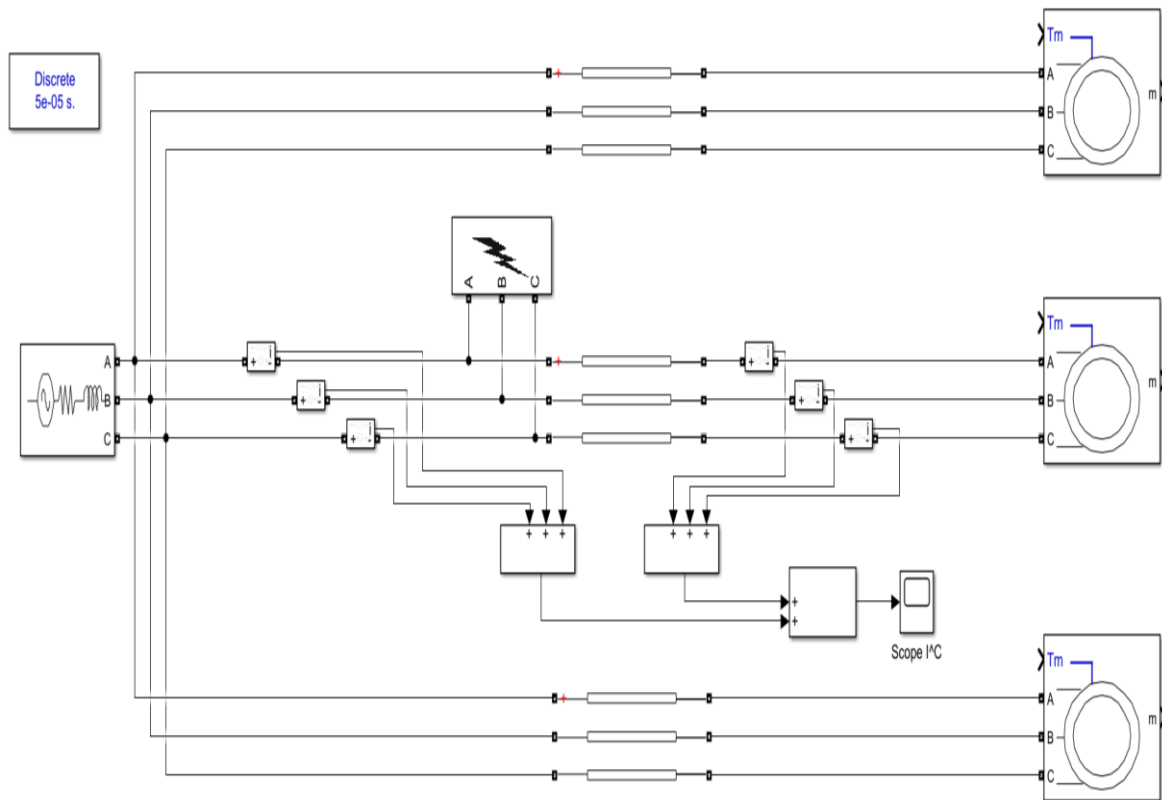 Discrete
5e-05 s.
Tm
A
B
C
m
A
B
C
A
B
C
Tm
A
B
C
m
+
i
-
+
i
-
+
i
-
+
i
-
+
i
-
+
i
-
+ + +
+ + +
+
+
Scope I^C
Tm
A
B
C
m